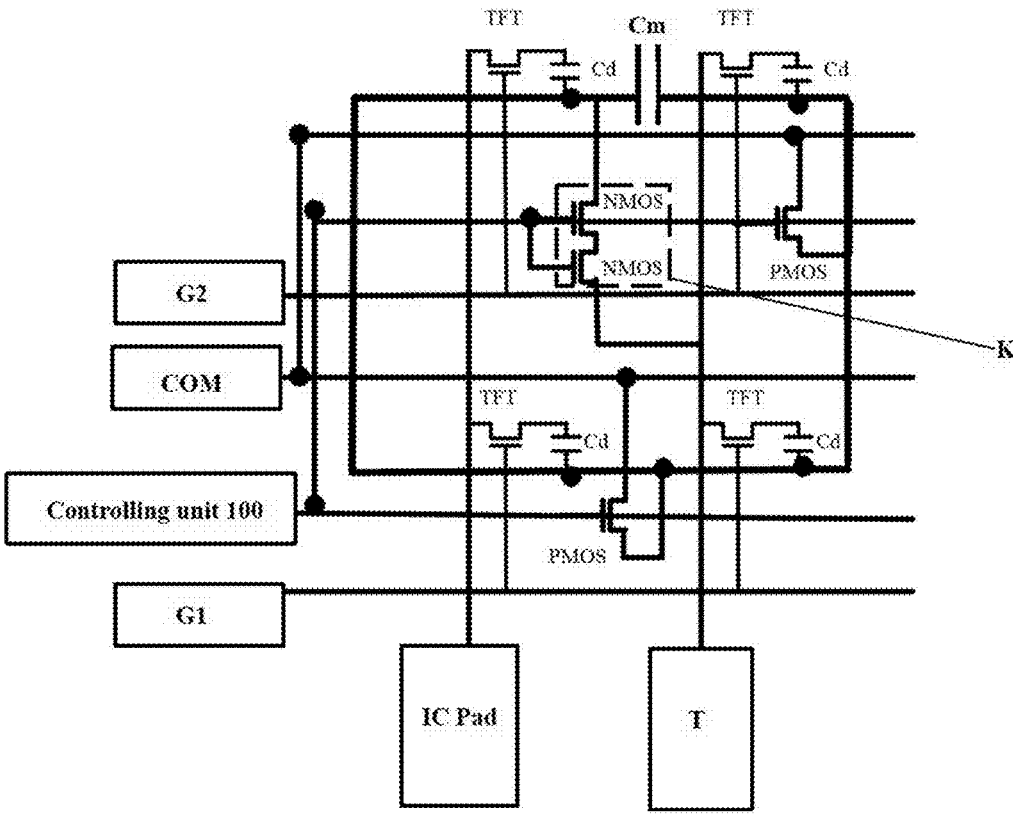 TFT
Cm
TFT
Cd
Cd
NMOS
NMOS
PMOS
G2
K
COM
TFT
TFT
Cd
Cd
Controlling unit 100
PMOS
G1
IC Pad
T